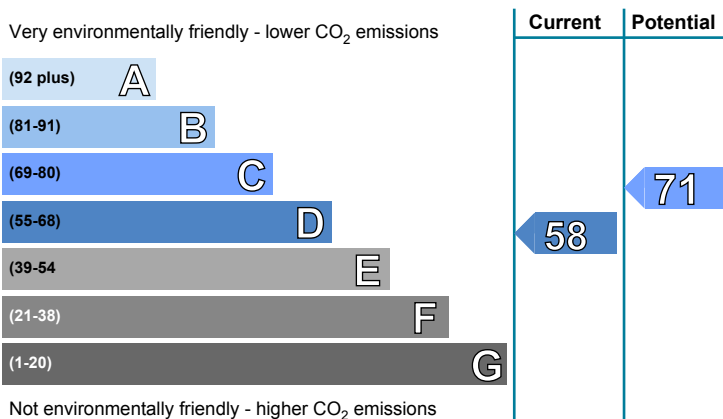 Very environmentally friendly - lower CO2 emissions
Current
Potential
(92 plus) A
(81-91) B
(69-80) C
71
(55-68) D
58
(39-54 E
(21-38) F
(1-20) G
Not environmentally friendly - higher CO2 emissions